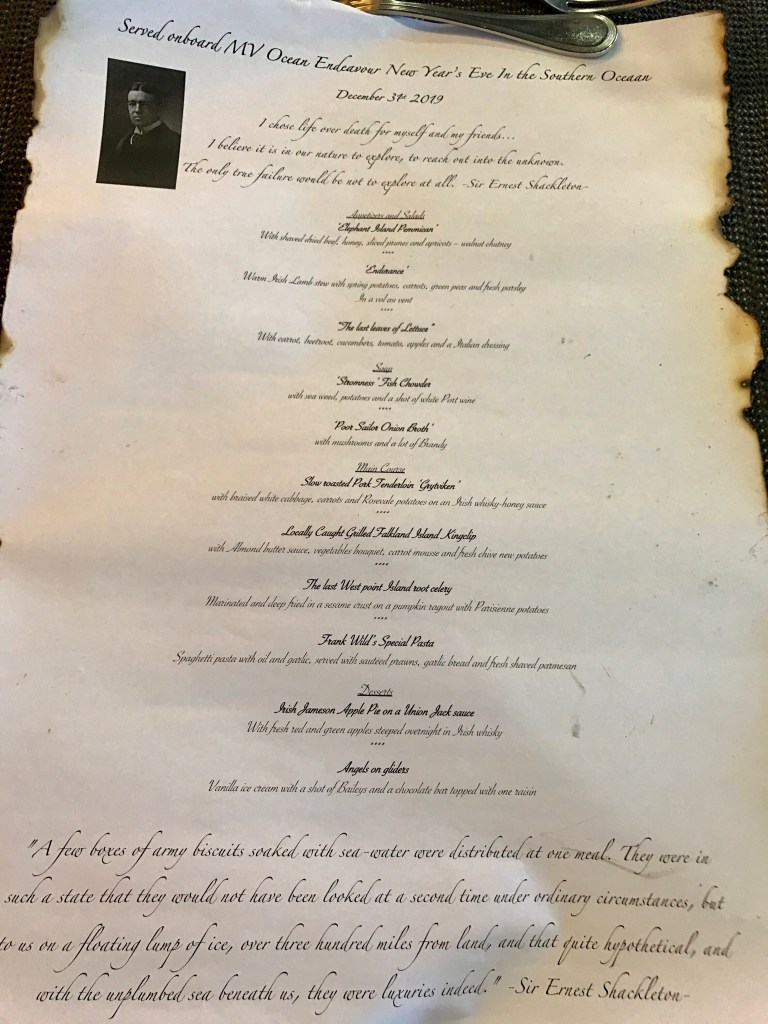 Served onboard MV Ocean Endeavour New Year's Eve In the Southern Oceaan
December 31st 2019
I chose life over death for myself and my friends...
I believe it is in our nature to explore, to reach out into the unknown.
The only true failure would be not to explore at all. -Sir Ernest Shackleton-
Appetizers and Salads
'Elephant Island Pemmican'
With shaved dried beef, honey, sliced prunes and apricots – walnut chutney
****
'Endurance'
Warm Irish Lamb stew with spring potatoes, carrots, green peas and fresh parsley
In a vol au vent
****
"The last leaves of Lettuce"
With carrot, beetroot, cucumbers, tomato, apples and a Italian dressing
Soup
'Stromness' Fish Chowder
with sea weed, potatoes and a shot of white Port wine
****
'Poor Sailor Onion Broth'
with mushrooms and a lot of Brandy
Main Course
Slow roasted Pork Tenderloin 'Grytviken'
with braised white cabbage, carrots and Rosevale potatoes on an Irish whisky-honey sauce
****
Locally Caught Grilled Falkland Island Kingclip
with Almond butter sauce, vegetables bouquet, carrot mousse and fresh chive new potatoes
****
The last West point Island root celery
Marinated and deep fried in a sesame crust on a pumpkin ragout with Parisienne potatoes
****
Frank Wild's Special Pasta
Spaghetti pasta with oil and garlic, served with sautéed prawns, garlic bread and fresh shaved parmesan
Desserts
Irish Jameson Apple Pie on a Union Jack sauce
With fresh red and green apples steeped overnight in Irish whisky
****
Angels on gliders
Vanilla ice cream with a shot of Baileys and a chocolate bar topped with one raisin
"A few boxes of army biscuits soaked with sea-water were distributed at one meal. They were in
such a state that they would not have been looked at a second time under ordinary circumstances, but
to us on a floating lump of ice, over three hundred miles from land, and that quite hypothetical, and
with the unplumbed sea beneath us, they were luxuries indeed." -Sir Ernest Shackleton-